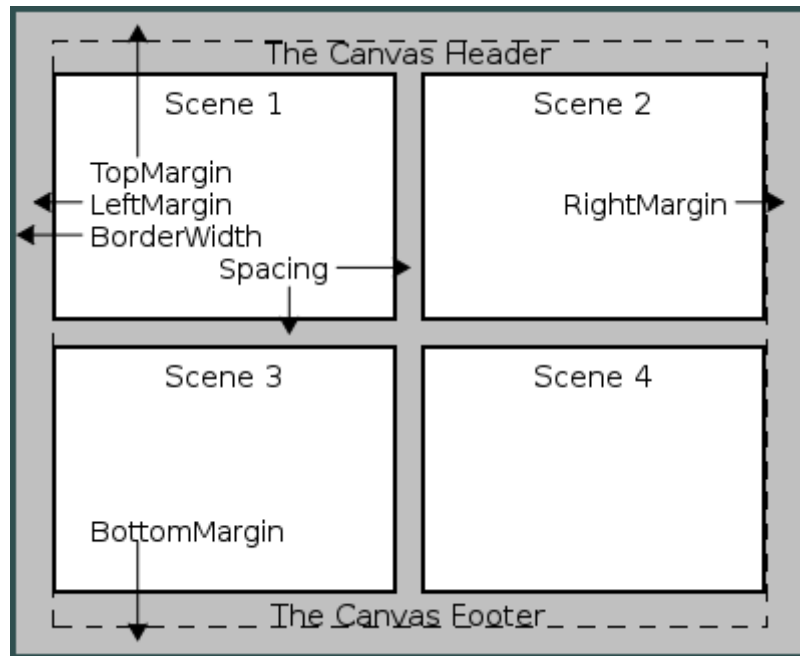 The Canvas Header
Scene 1
Scene 2
TopMargin
LeftMargin
RightMargin
BorderWidth
Spacing
Scene 3
Scene 4
BottomMargin
The Canvas Footer